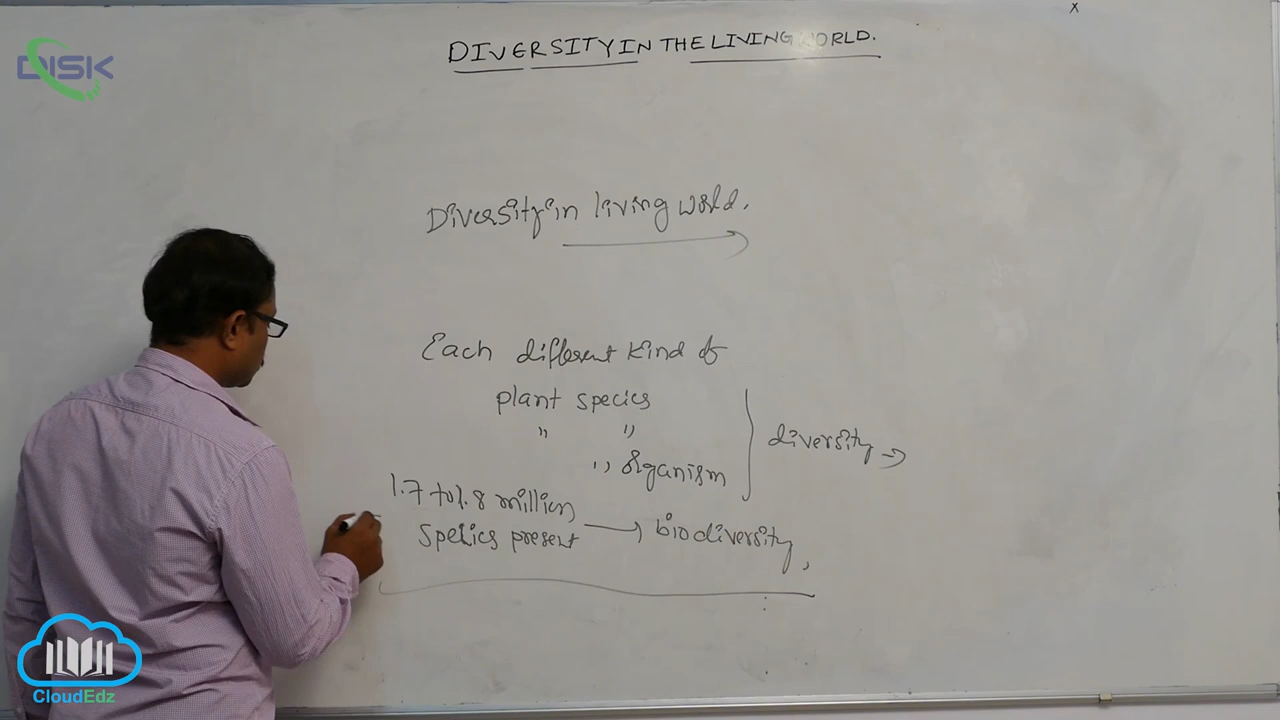 DISK
DIVERSITY IN THE LIVING WORLD.
x
Diversity in living world.
Each different kind of
plant species
" "
" organism
diversity →
1.7 to 1.8 million
species present → biodiversity,
CloudEdz